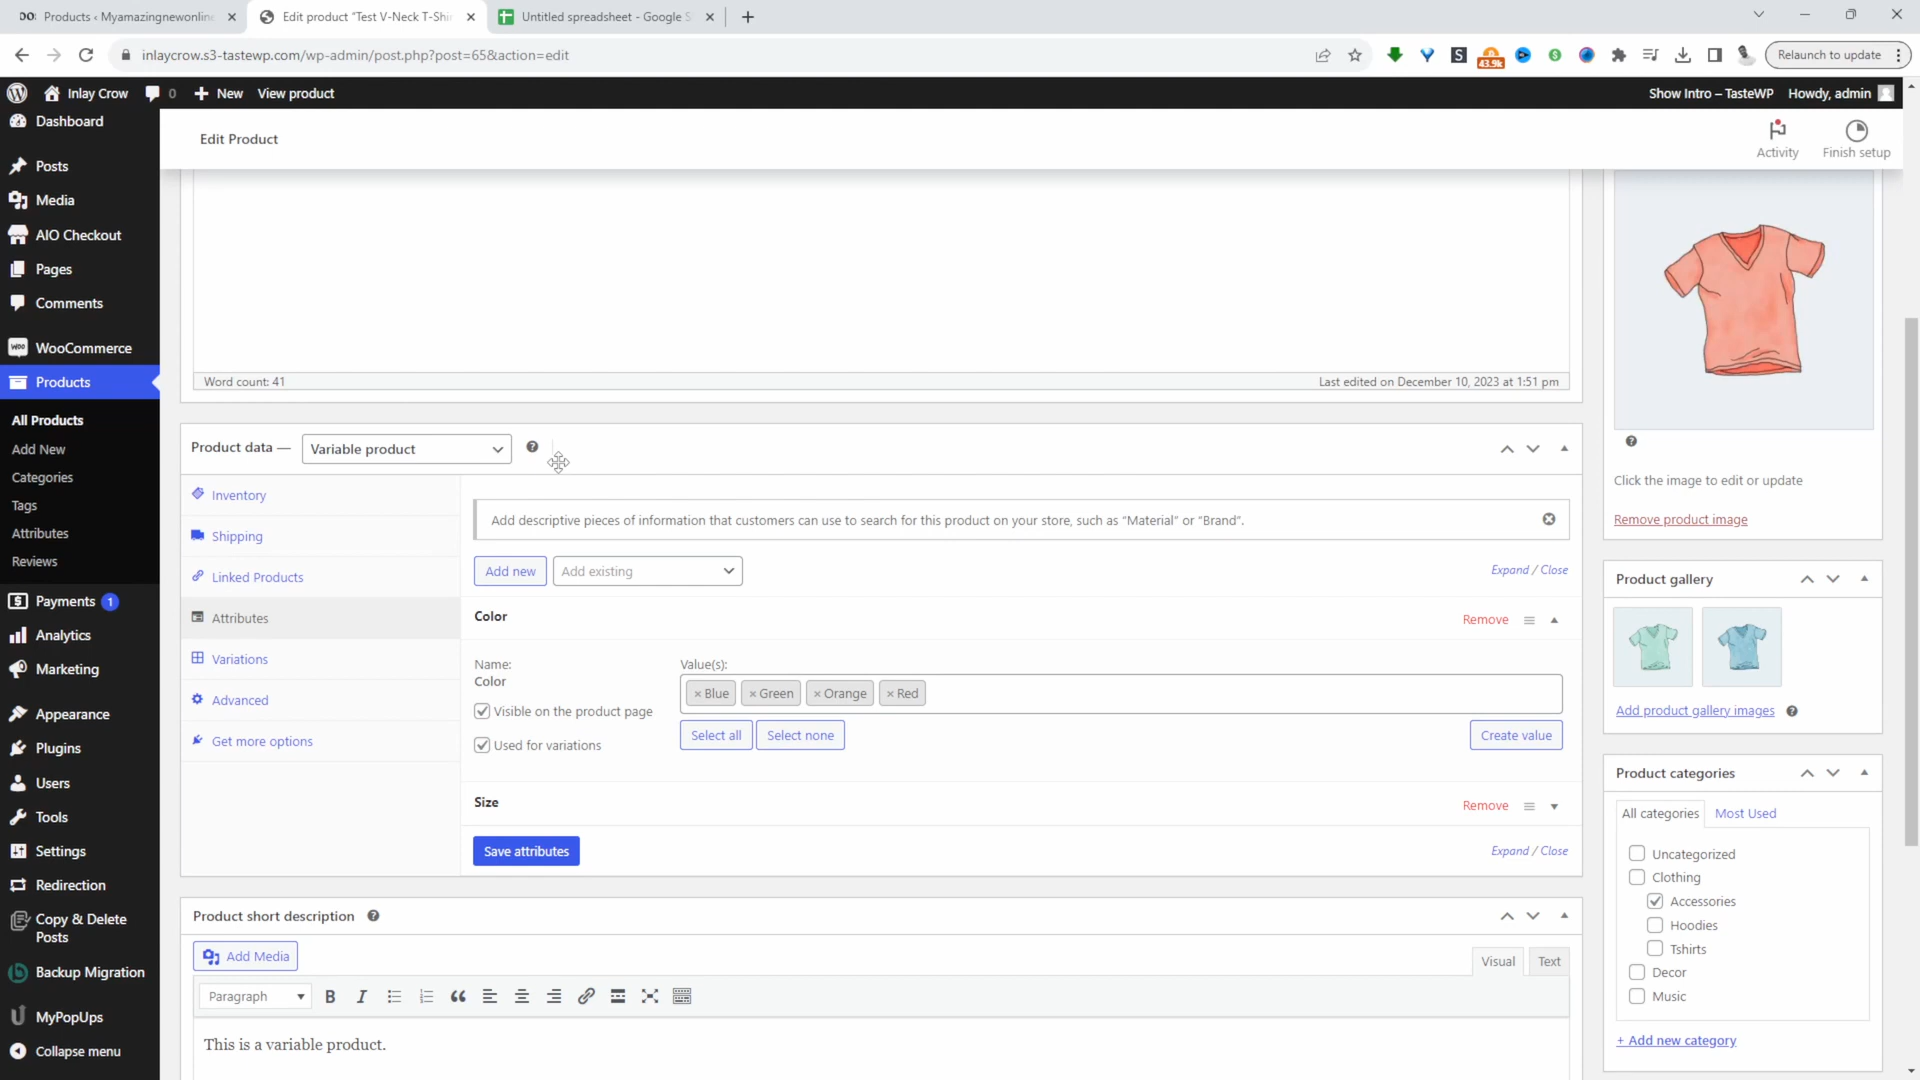 Products ‹ Myamazingnewonline
Edit product "Test V-Neck T-Shir
Untitled spreadsheet - Google S
inlaycrow.s3-tastewp.com/wp-admin/post.php?post=65&action=edit
43.9k
Relaunch to update
Inlay Crow
0
New
View product
Show Intro – TasteWP
Howdy, admin
Dashboard
Posts
Media
AIO Checkout
Pages
Comments
WooCommerce
Products
All Products
Add New
Categories
Tags
Attributes
Reviews
Payments 1
Analytics
Marketing
Appearance
Plugins
Users
Tools
Settings
Redirection
Copy & Delete
Posts
Backup Migration
MyPopUps
Collapse menu
Edit Product
Activity
Finish setup
Word count: 41
Last edited on December 10, 2023 at 1:51 pm
Product data —
Variable product
Inventory
Shipping
Linked Products
Attributes
Variations
Advanced
Get more options
Add descriptive pieces of information that customers can use to search for this product on your store, such as "Material" or "Brand".
Add new
Add existing
Expand / Close
Color
Remove
Name:
Color
Value(s):
× Blue
× Green
× Orange
× Red
Visible on the product page
Used for variations
Select all
Select none
Create value
Size
Remove
Save attributes
Expand / Close
Product short description
Add Media
Visual
Text
Paragraph
This is a variable product.
Click the image to edit or update
Remove product image
Product gallery
Add product gallery images
Product categories
All categories
Most Used
Uncategorized
Clothing
Accessories
Hoodies
Tshirts
Decor
Music
+ Add new category